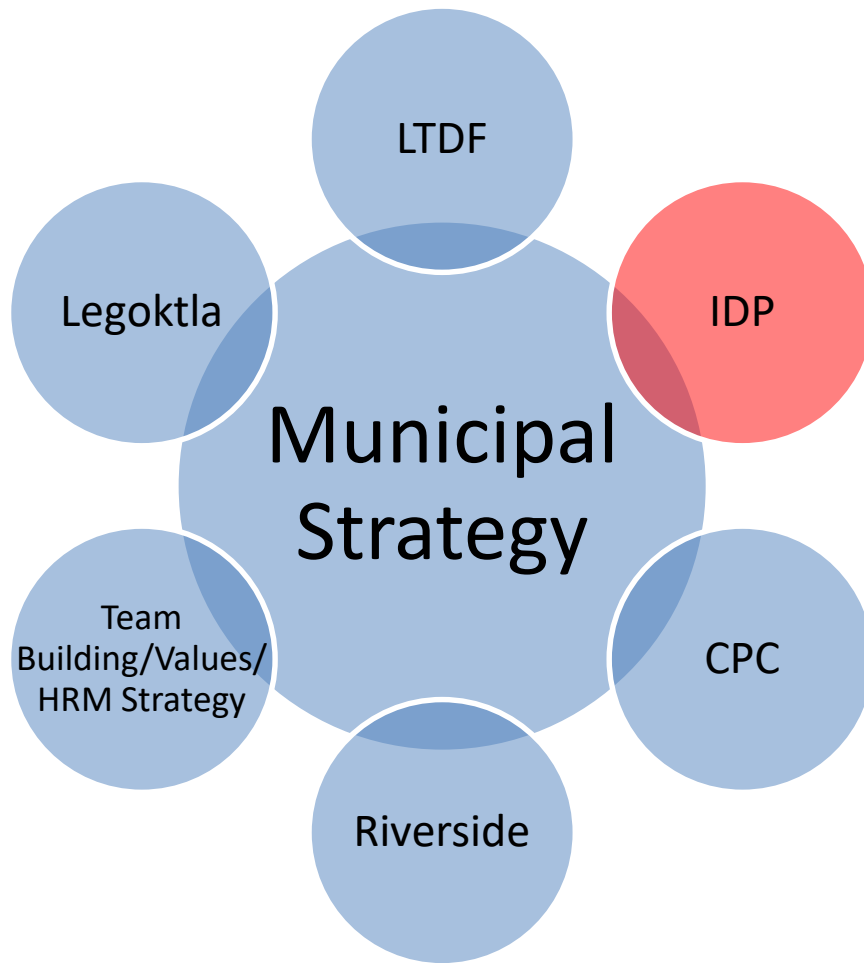 LTDF
Legoktla
IDP
Municipal
Strategy
Team
Building/Values/
HRM Strategy
CPC
Riverside